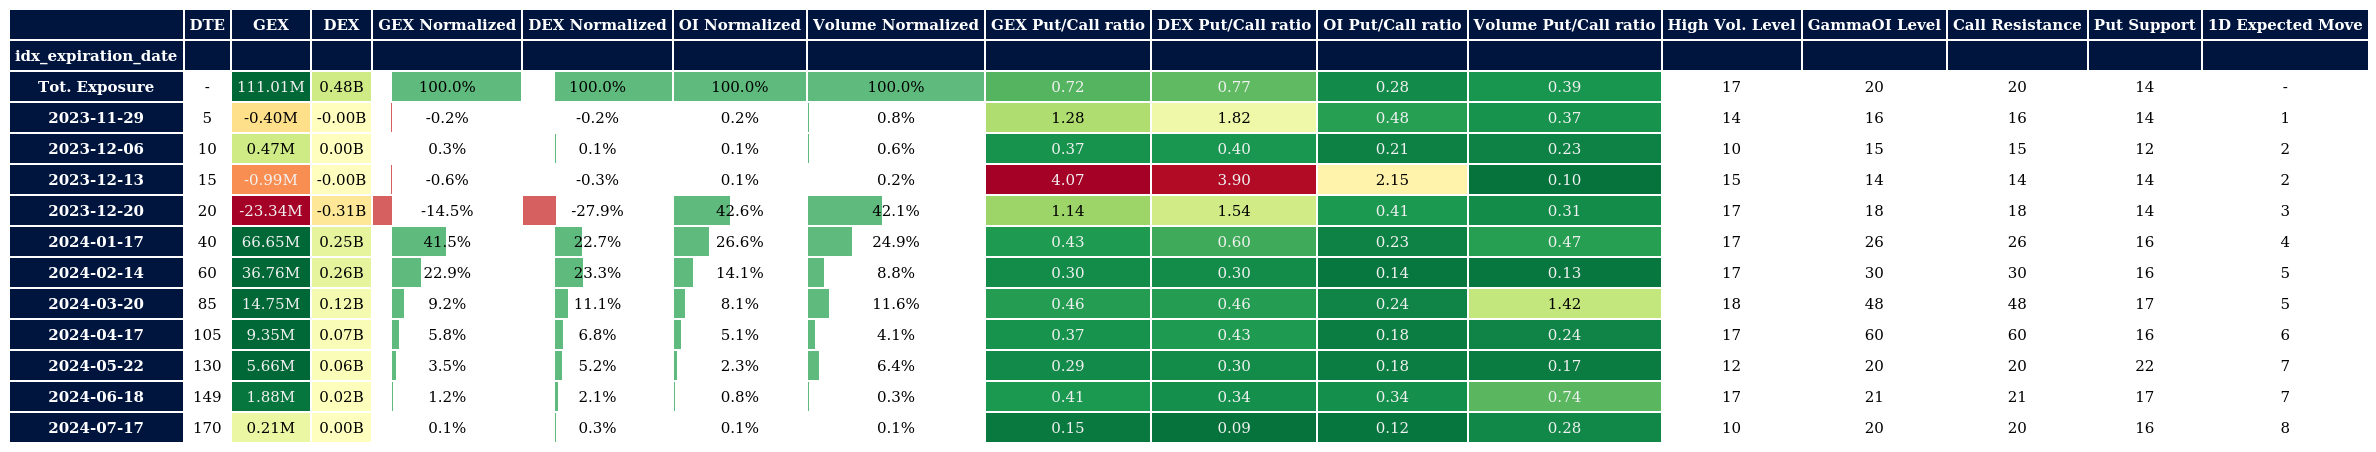 DTE GEX DEX GEX Normalized DEX Normalized OI Normalized Volume Normalized GEX Put/Call ratio DEX Put/Call ratio OI Put/Call ratio Volume Put/Call ratio High Vol. Level GammaOI Level Call Resistance Put Support 1D Expected Move
idx_expiration_date
Tot. Exposure - 111.01M 0.48B 100.0% 100.0% 100.0% 100.0% 0.72 0.77 0.28 0.39 17 20 20 14 -
2023-11-29 5 -0.40M -0.00B -0.2% -0.2% 0.2% 0.8% 1.28 1.82 0.48 0.37 14 16 16 14 1
2023-12-06 10 0.47M 0.00B 0.3% 0.1% 0.1% 0.6% 0.37 0.40 0.21 0.23 10 15 15 12 2
2023-12-13 15 -0.99M -0.00B -0.6% -0.3% 0.1% 0.2% 4.07 3.90 2.15 0.10 15 14 14 14 2
2023-12-20 20 -23.34M -0.31B -14.5% -27.9% 42.6% 42.1% 1.14 1.54 0.41 0.31 17 18 18 14 3
2024-01-17 40 66.65M 0.25B 41.5% 22.7% 26.6% 24.9% 0.43 0.60 0.23 0.47 17 26 26 16 4
2024-02-14 60 36.76M 0.26B 22.9% 23.3% 14.1% 8.8% 0.30 0.30 0.14 0.13 17 30 30 16 5
2024-03-20 85 14.75M 0.12B 9.2% 11.1% 8.1% 11.6% 0.46 0.46 0.24 1.42 18 48 48 17 5
2024-04-17 105 9.35M 0.07B 5.8% 6.8% 5.1% 4.1% 0.37 0.43 0.18 0.24 17 60 60 16 6
2024-05-22 130 5.66M 0.06B 3.5% 5.2% 2.3% 6.4% 0.29 0.30 0.18 0.17 12 20 20 22 7
2024-06-18 149 1.88M 0.02B 1.2% 2.1% 0.8% 0.3% 0.41 0.34 0.34 0.74 17 21 21 17 7
2024-07-17 170 0.21M 0.00B 0.1% 0.3% 0.1% 0.1% 0.15 0.09 0.12 0.28 10 20 20 16 8